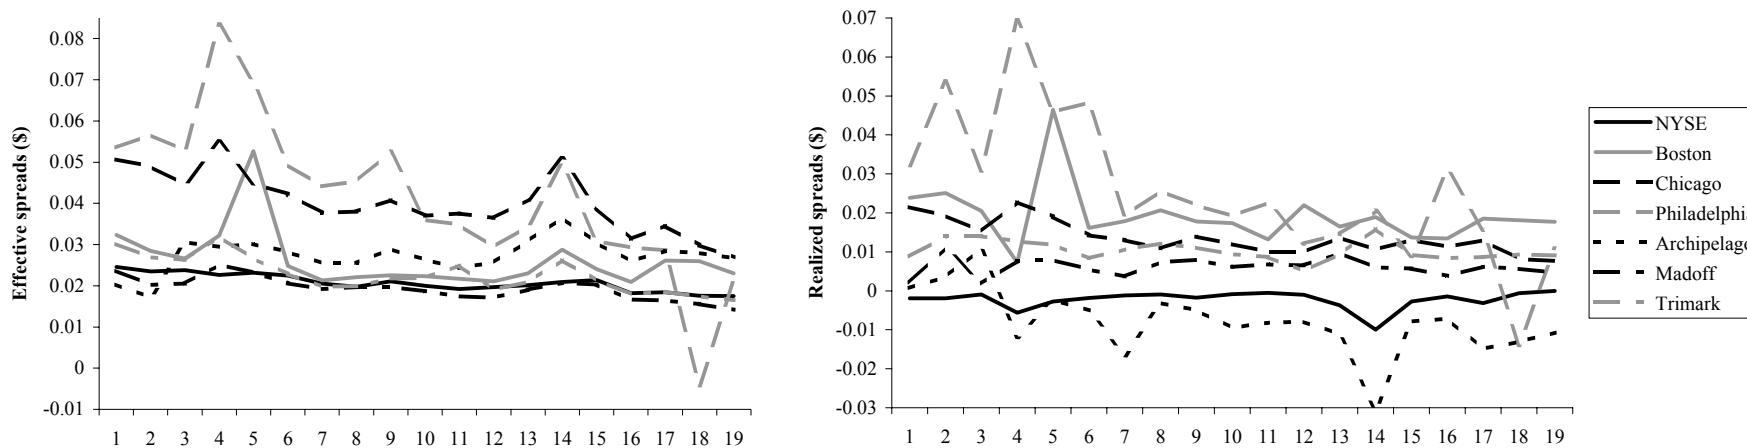 Effective spreads ($)
0.08
0.07
0.06
0.05
0.04
0.03
0.02
0.01
0
-0.01
1 2 3 4 5 6 7 8 9 10 11 12 13 14 15 16 17 18 19
Realized spreads ($)
0.07
0.06
0.05
0.04
0.03
0.02
0.01
0
-0.01
-0.02
-0.03
1 2 3 4 5 6 7 8 9 10 11 12 13 14 15 16 17 18 19
NYSE
Boston
Chicago
Philadelphia
Archipelago
Madoff
Trimark